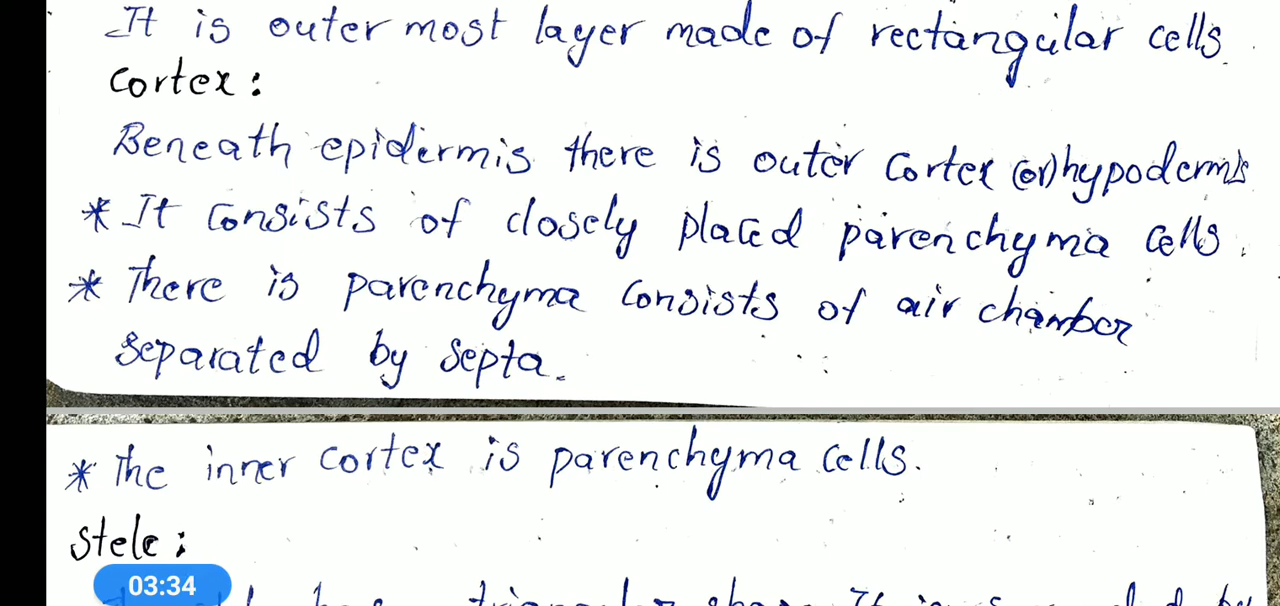 It is outer most layer made of rectangular cells.
Cortex:
Beneath epidermis there is outer Cortex (or) hypodermis
* It Consists of closely placed parenchyma cells.
* There is parenchyma Consists of air chamber
separated by septa.
* The inner cortex is parenchyma cells.
Stele:
03:34